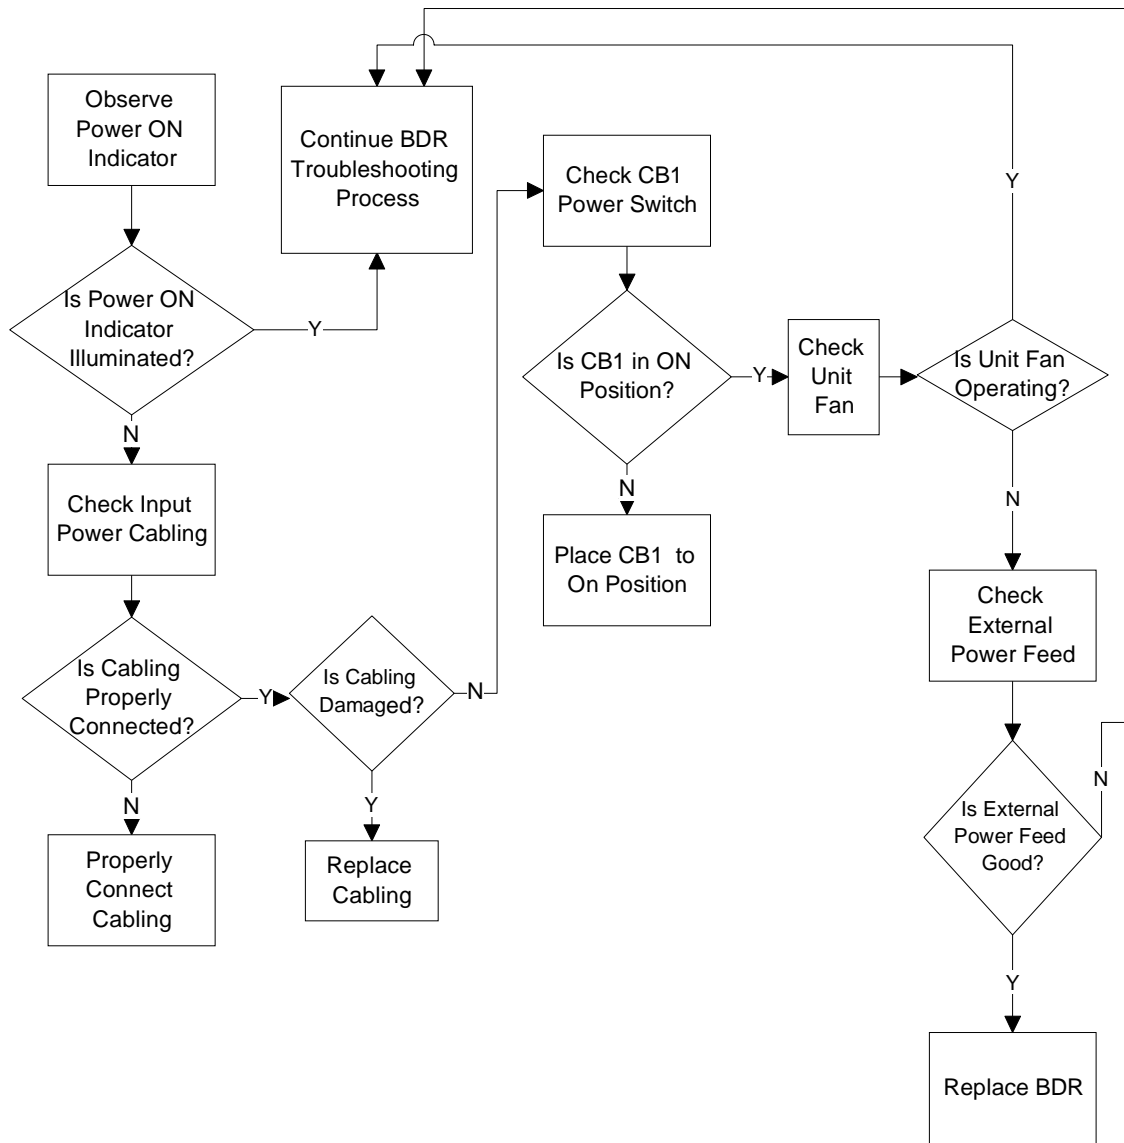 Observe
Power ON
Indicator
Is Power ON
Indicator
Illuminated?
Y
N
Continue BDR
Troubleshooting
Process
Check Input
Power Cabling
Is Cabling
Properly
Connected?
Y
N
Properly
Connect
Cabling
Is Cabling
Damaged?
N
Y
Replace
Cabling
Check CB1
Power Switch
Is CB1 in ON
Position?
Y
N
Place CB1 to
On Position
Check
Unit
Fan
Is Unit Fan
Operating?
Y
N
Check
External
Power Feed
Is External
Power Feed
Good?
N
Y
Replace BDR